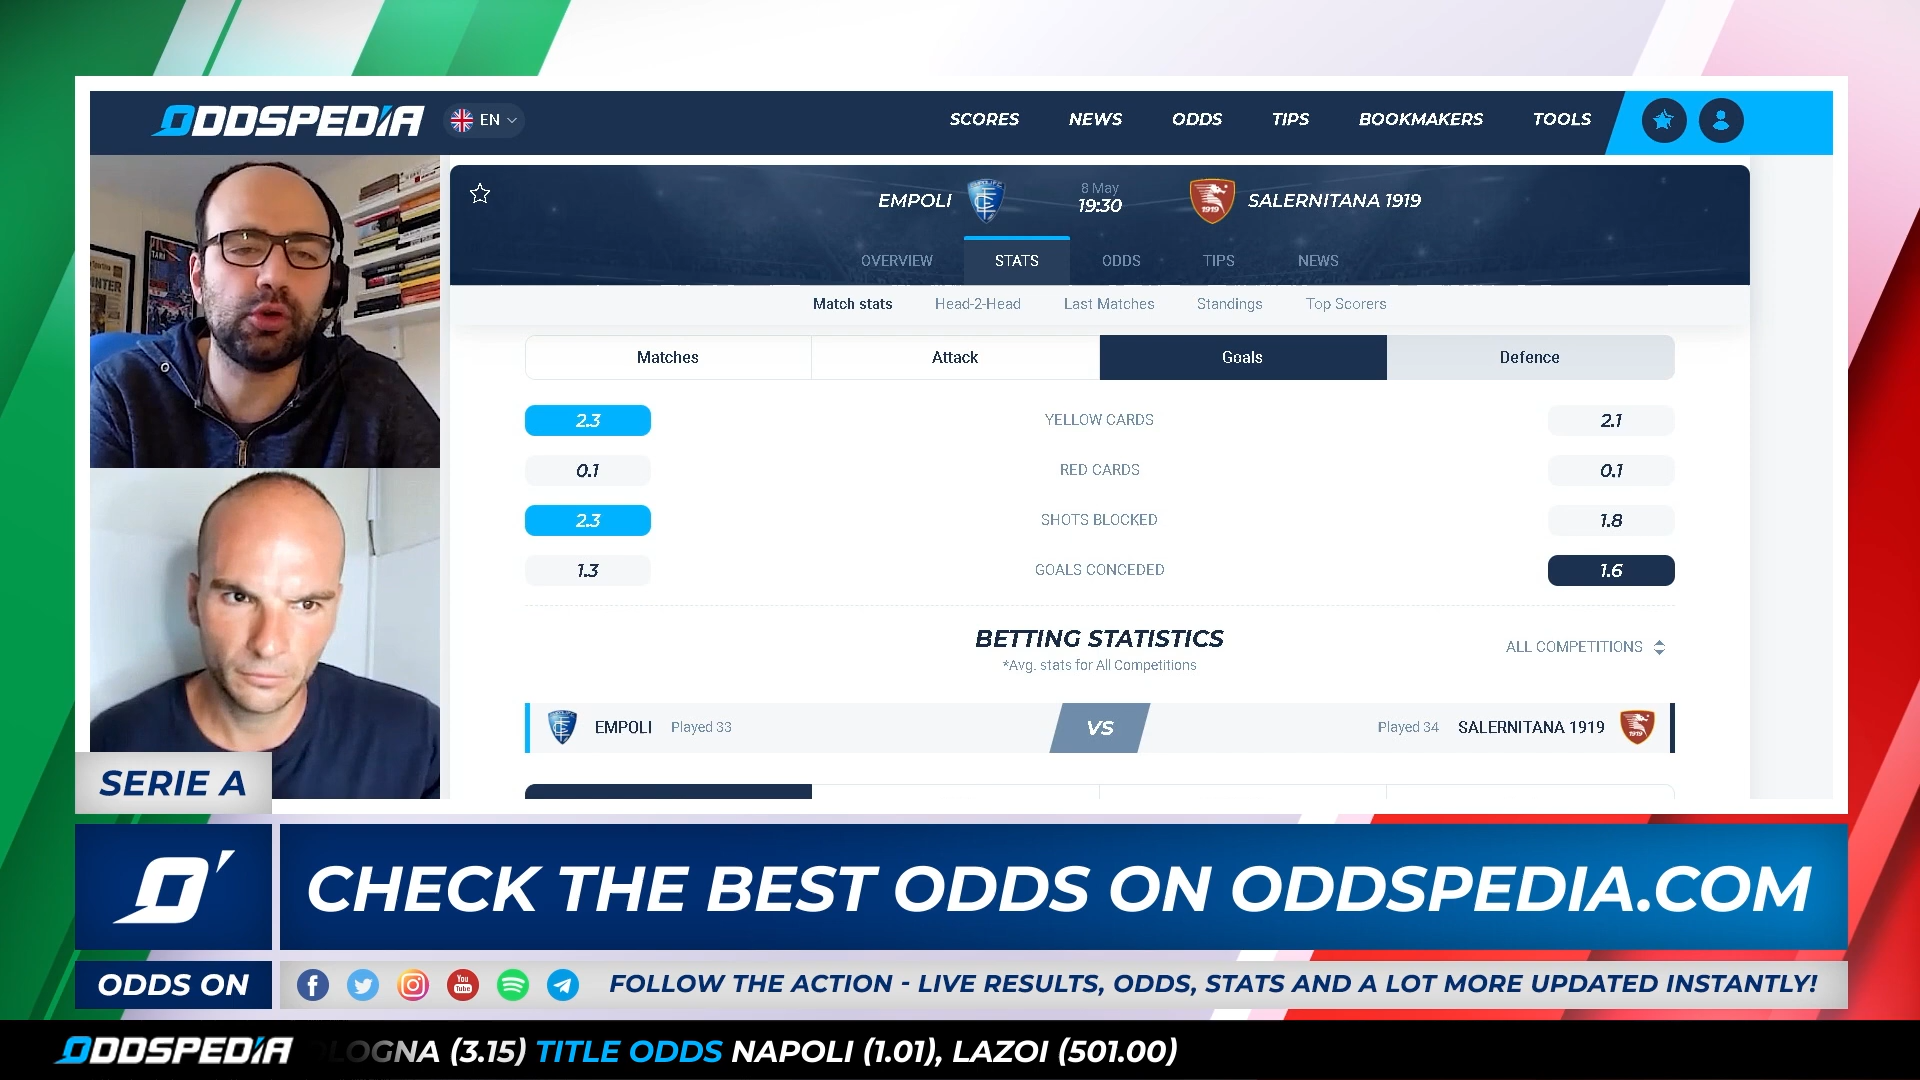 ODDSPEDIA EN SCORES NEWS ODDS TIPS BOOKMAKERS TOOLS
EMPOLI 8 May 19:30 SALERNITANA 1919
OVERVIEW STATS ODDS TIPS NEWS
Match stats Head-2-Head Last Matches Standings Top Scorers
Matches Attack Goals Defence
2.3 YELLOW CARDS 2.1
0.1 RED CARDS 0.1
2.3 SHOTS BLOCKED 1.8
1.3 GOALS CONCEDED 1.6
BETTING STATISTICS
ALL COMPETITIONS
*Avg. stats for All Competitions
EMPOLI Played 33 VS Played 34 SALERNITANA 1919
SERIE A
CHECK THE BEST ODDS ON ODDSPEDIA.COM
ODDS ON FOLLOW THE ACTION - LIVE RESULTS, ODDS, STATS AND A LOT MORE UPDATED INSTANTLY!
ODDSPEDIA LOGNA (3.15) TITLE ODDS NAPOLI (1.01), LAZOI (501.00)